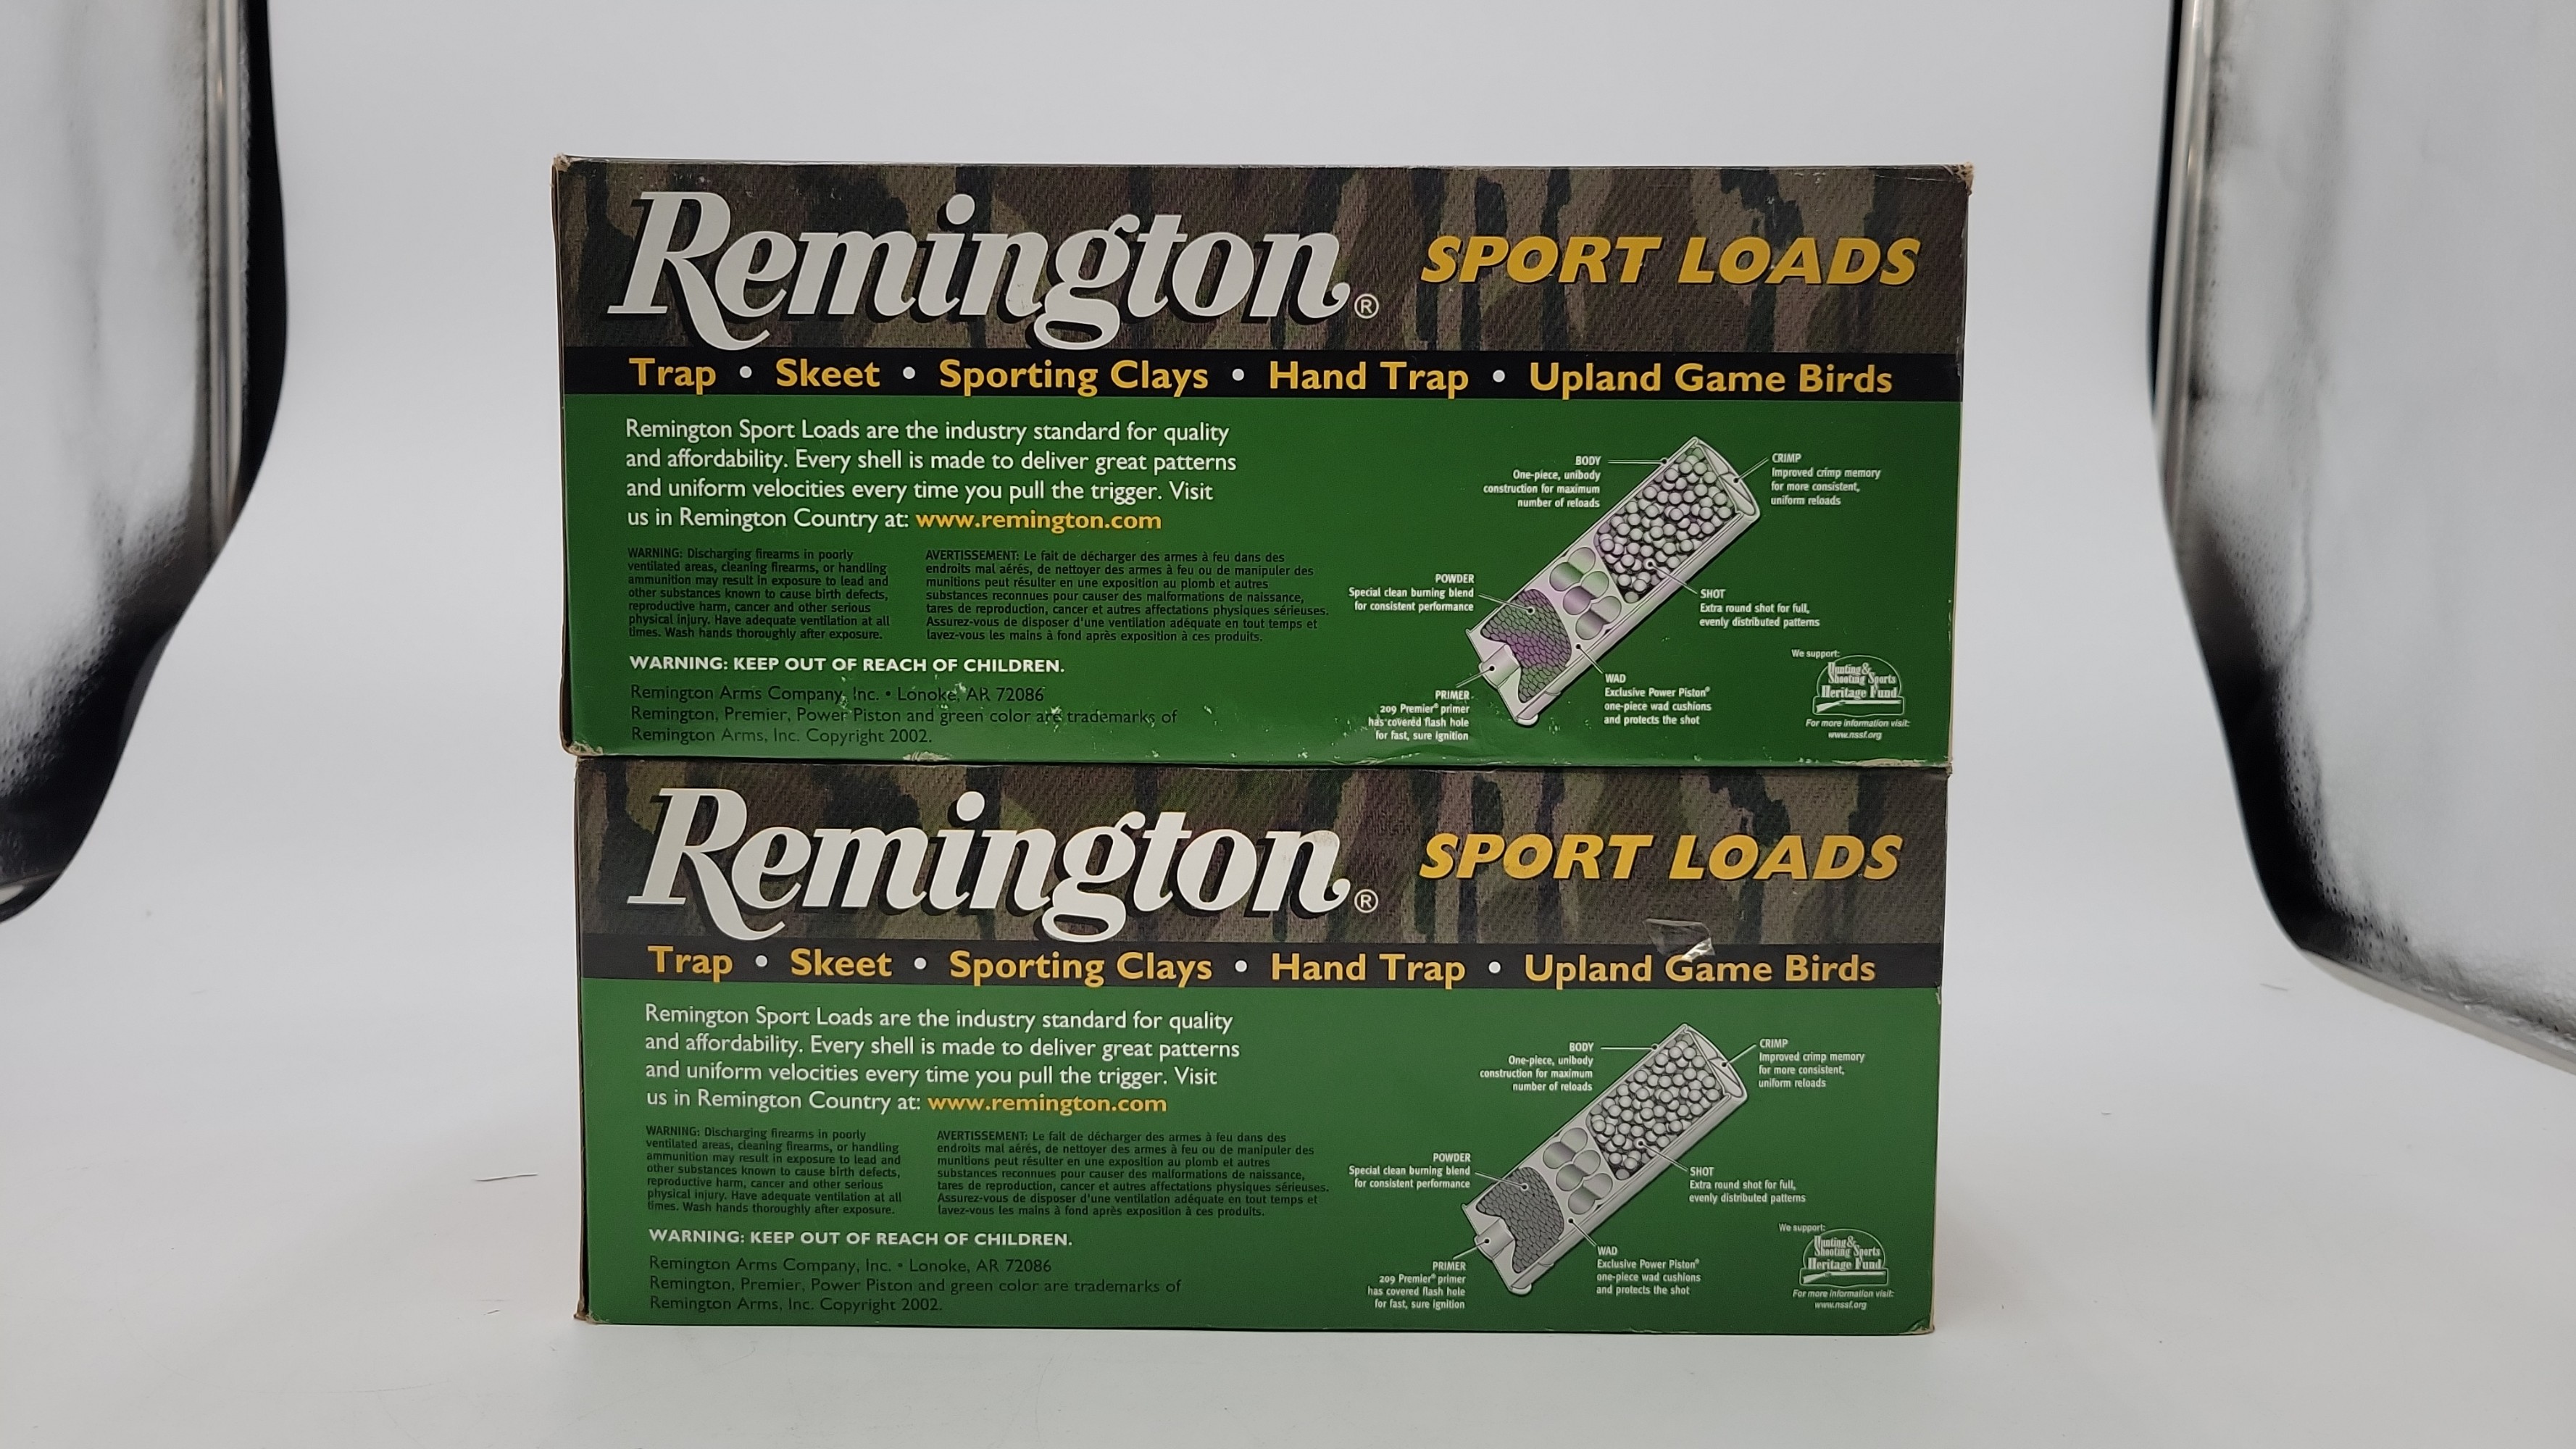 Remington® SPORT LOADS
Trap • Skeet • Sporting Clays • Hand Trap • Upland Game Birds
Remington Sport Loads are the industry standard for quality
and affordability. Every shell is made to deliver great patterns
and uniform velocities every time you pull the trigger. Visit
us in Remington Country at: www.remington.com
WARNING: Discharging firearms in poorly
ventilated areas, cleaning firearms, or handling
ammunition may result in exposure to lead and
other substances known to cause birth defects,
reproductive harm, cancer and other serious
physical injury. Have adequate ventilation at all
times. Wash hands thoroughly after exposure.
AVERTISSEMENT: Le fait de décharger des armes à feu dans des
endroits mal aérés, de nettoyer des armes à feu ou de manipuler des
munitions peut résulter en une exposition au plomb et autres
substances reconnues pour causer des malformations de naissance,
tares de reproduction, cancer et autres affectations physiques sérieuses.
Assurez-vous de disposer d'une ventilation adéquate en tout temps et
lavez-vous les mains à fond après exposition à ces produits.
WARNING: KEEP OUT OF REACH OF CHILDREN.
Remington Arms Company, Inc. • Lonoke, AR 72086
Remington, Premier, Power Piston and green color are trademarks of
Remington Arms, Inc. Copyright 2002.
BODY
One-piece, unibody
construction for maximum
number of reloads
CRIMP
Improved crimp memory
for more consistent,
uniform reloads
POWDER
Special clean burning blend
for consistent performance
SHOT
Extra round shot for full,
evenly distributed patterns
PRIMER
209 Premier® primer
has covered flash hole
for fast, sure ignition
WAD
Exclusive Power Piston®
one-piece wad cushions
and protects the shot
We support:
Hunting &
Shooting Sports
Heritage Fund
For more information visit:
www.nssf.org
Remington® SPORT LOADS
Trap • Skeet • Sporting Clays • Hand Trap • Upland Game Birds
Remington Sport Loads are the industry standard for quality
and affordability. Every shell is made to deliver great patterns
and uniform velocities every time you pull the trigger. Visit
us in Remington Country at: www.remington.com
WARNING: Discharging firearms in poorly
ventilated areas, cleaning firearms, or handling
ammunition may result in exposure to lead and
other substances known to cause birth defects,
reproductive harm, cancer and other serious
physical injury. Have adequate ventilation at all
times. Wash hands thoroughly after exposure.
AVERTISSEMENT: Le fait de décharger des armes à feu dans des
endroits mal aérés, de nettoyer des armes à feu ou de manipuler des
munitions peut résulter en une exposition au plomb et autres
substances reconnues pour causer des malformations de naissance,
tares de reproduction, cancer et autres affectations physiques sérieuses.
Assurez-vous de disposer d'une ventilation adéquate en tout temps et
lavez-vous les mains à fond après exposition à ces produits.
WARNING: KEEP OUT OF REACH OF CHILDREN.
Remington Arms Company, Inc. • Lonoke, AR 72086
Remington, Premier, Power Piston and green color are trademarks of
Remington Arms, Inc. Copyright 2002.
BODY
One-piece, unibody
construction for maximum
number of reloads
CRIMP
Improved crimp memory
for more consistent,
uniform reloads
POWDER
Special clean burning blend
for consistent performance
SHOT
Extra round shot for full,
evenly distributed patterns
PRIMER
209 Premier® primer
has covered flash hole
for fast, sure ignition
WAD
Exclusive Power Piston®
one-piece wad cushions
and protects the shot
We support:
Hunting &
Shooting Sports
Heritage Fund
For more information visit:
www.nssf.org